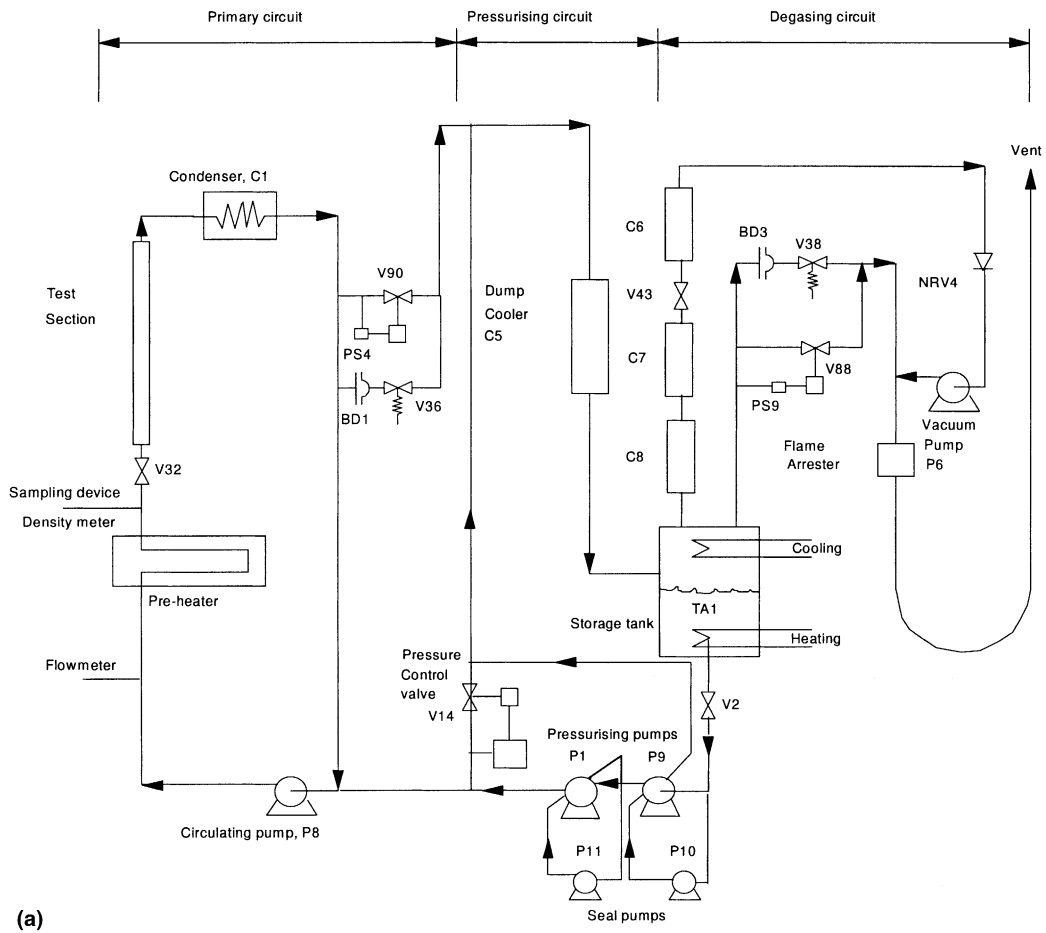 Primary circuit
Pressurising circuit
Degasing circuit
Vent
Condenser, C1
C6
BD3
V38
V90
Test
Section
Dump
Cooler
C5
V43
NRV4
PS4
C7
V88
BD1
V36
PS9
Vacuum
Pump
P6
Flame
Arrester
C8
V32
Sampling device
Density meter
Cooling
Pre-heater
TA1
Storage tank
Heating
Flowmeter
Pressure
Control
valve
V14
V2
Pressurising pumps
P1
P9
Circulating pump, P8
P11
P10
Seal pumps
(a)